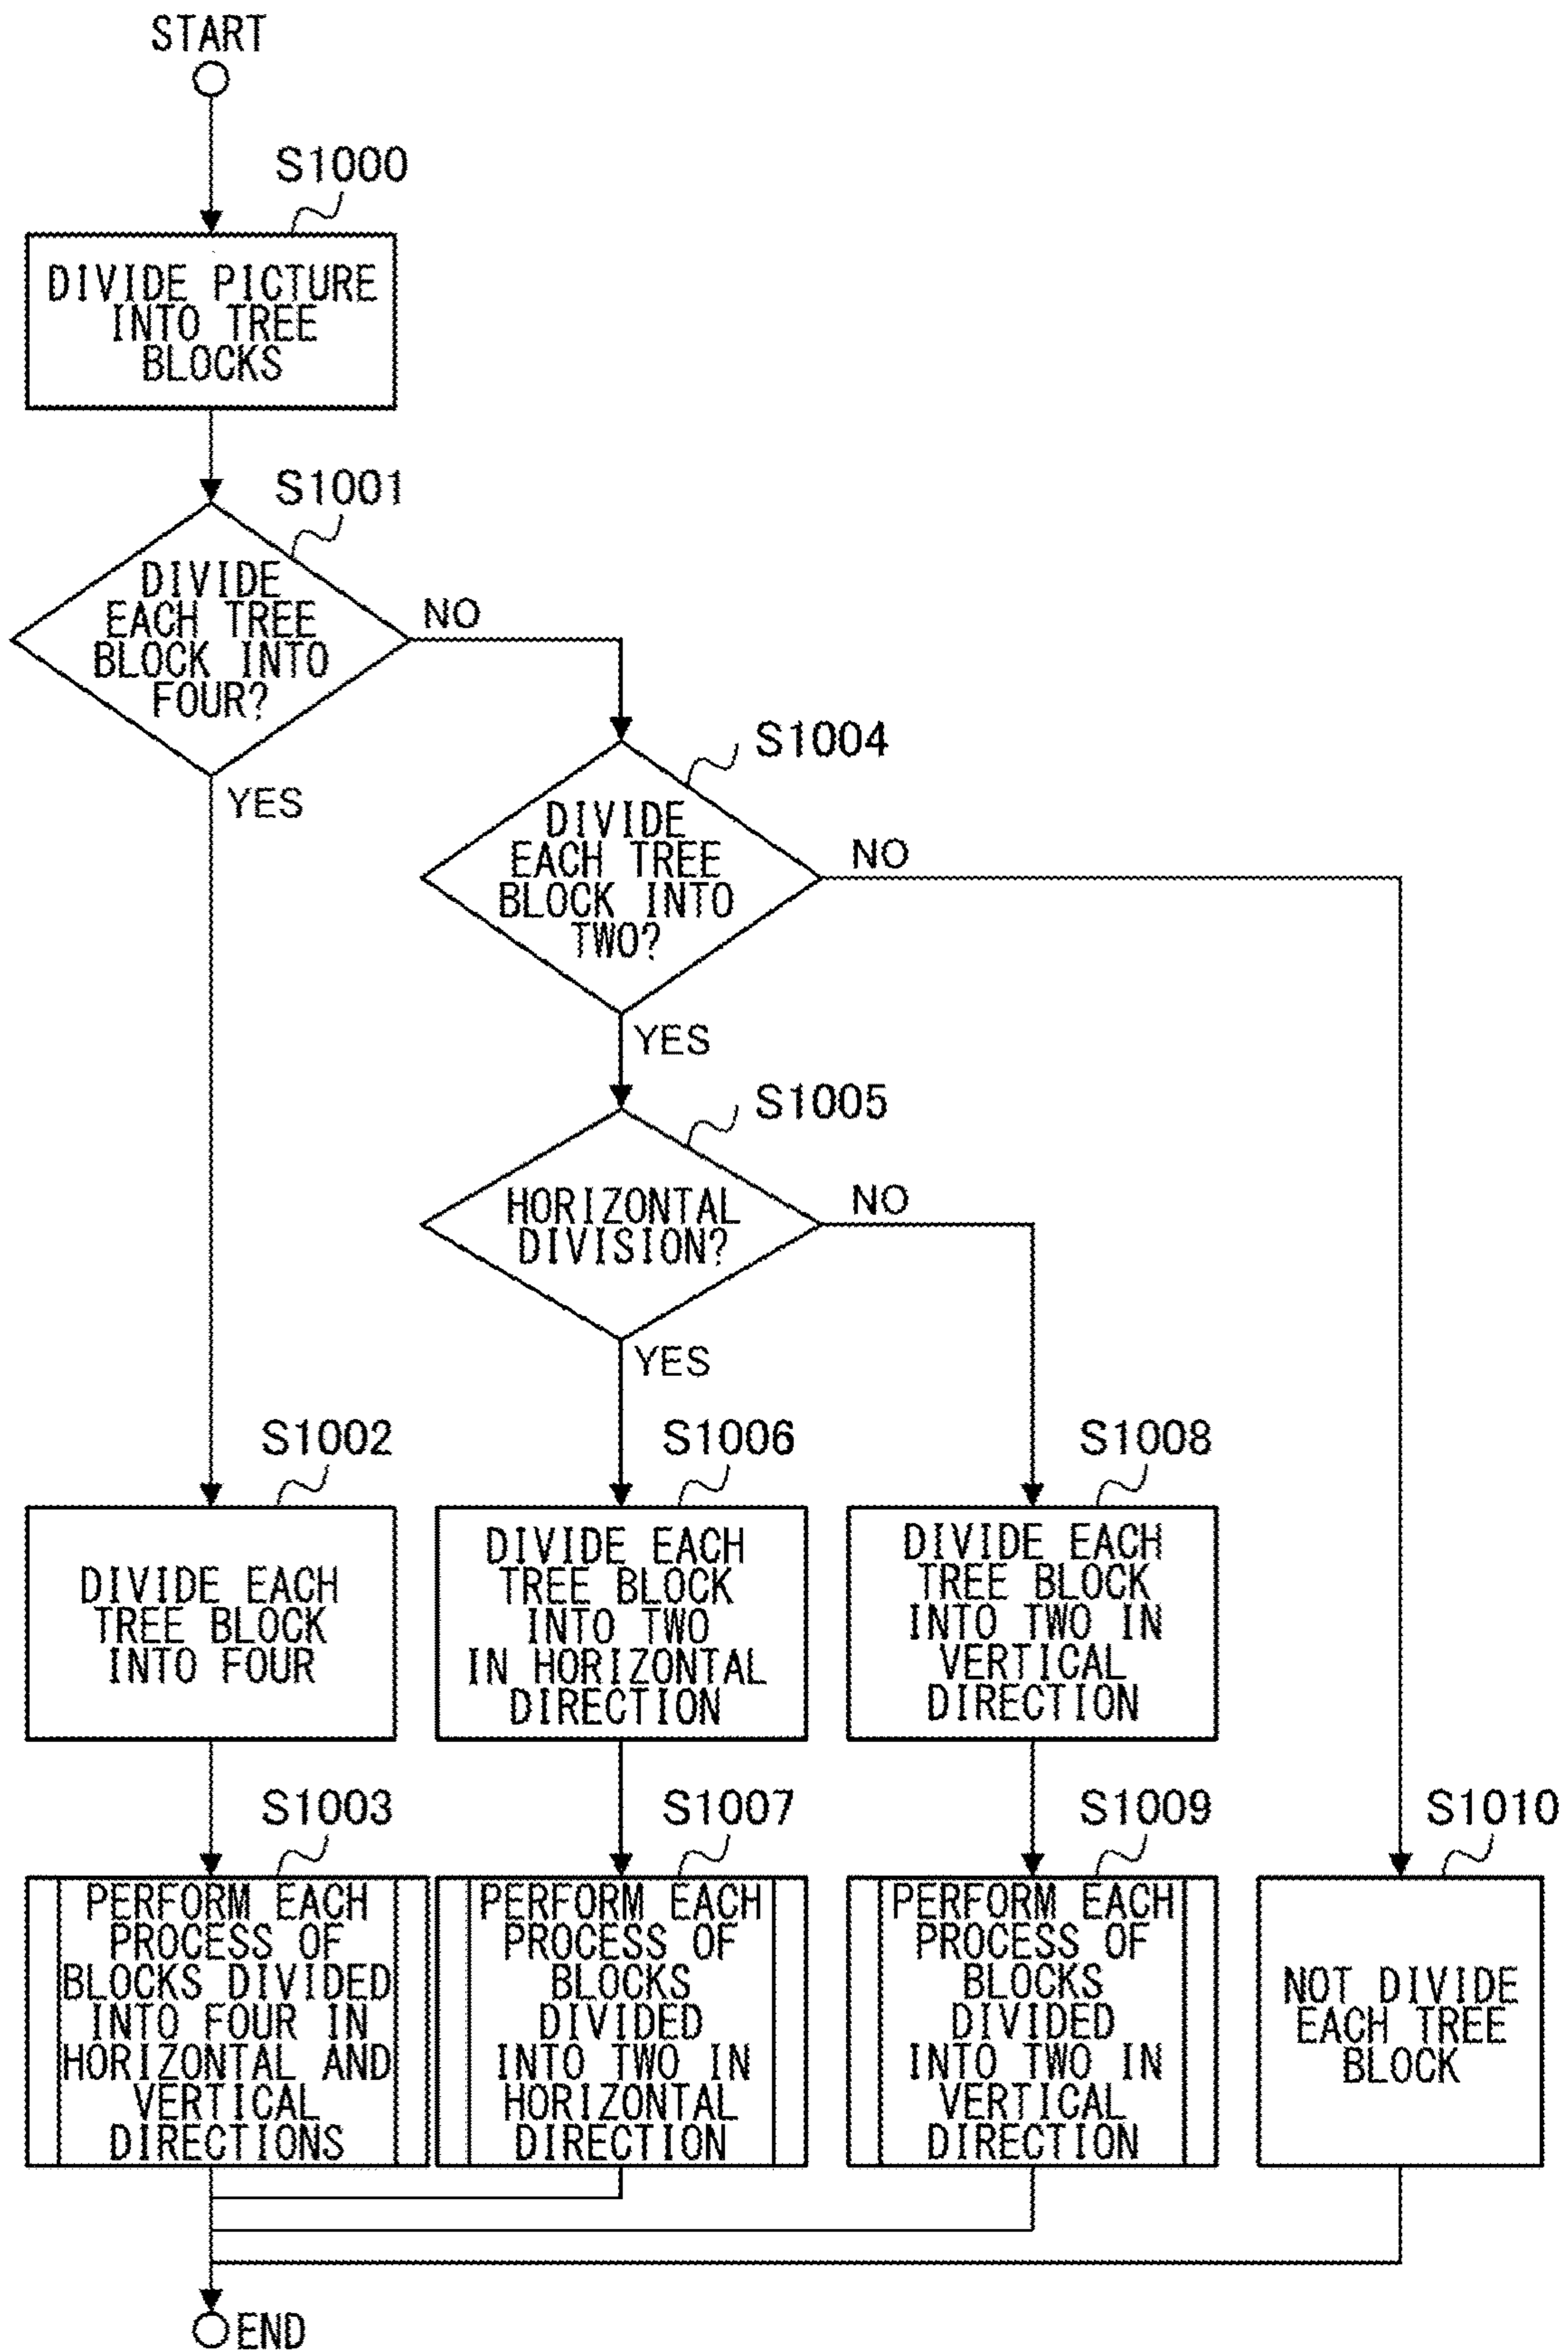 START
S1000
DIVIDE PICTURE
INTO TREE
BLOCKS
S1001
DIVIDE
EACH TREE
BLOCK INTO
FOUR?
NO
YES
S1004
DIVIDE
EACH TREE
BLOCK INTO
TWO?
NO
YES
S1005
HORIZONTAL
DIVISION?
NO
YES
S1002
DIVIDE EACH
TREE BLOCK
INTO FOUR
S1006
DIVIDE EACH
TREE BLOCK
INTO TWO
IN HORIZONTAL
DIRECTION
S1008
DIVIDE EACH
TREE BLOCK
INTO TWO IN
VERTICAL
DIRECTION
S1003
PERFORM EACH
PROCESS OF
BLOCKS DIVIDED
INTO FOUR IN
HORIZONTAL AND
VERTICAL
DIRECTIONS
S1007
PERFORM EACH
PROCESS OF
BLOCKS
DIVIDED
INTO TWO IN
HORIZONTAL
DIRECTION
S1009
PERFORM EACH
PROCESS OF
BLOCKS
DIVIDED
INTO TWO IN
VERTICAL
DIRECTION
S1010
NOT DIVIDE
EACH TREE
BLOCK
END